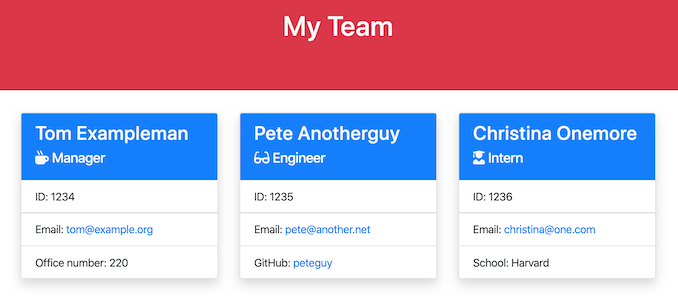 My Team
Tom Exampleman
Manager
ID: 1234
Email: tom@example.org
Office number: 220
Pete Anotherguy
Engineer
ID: 1235
Email: pete@another.net
GitHub: peteguy
Christina Onemore
Intern
ID: 1236
Email: christina@one.com
School: Harvard